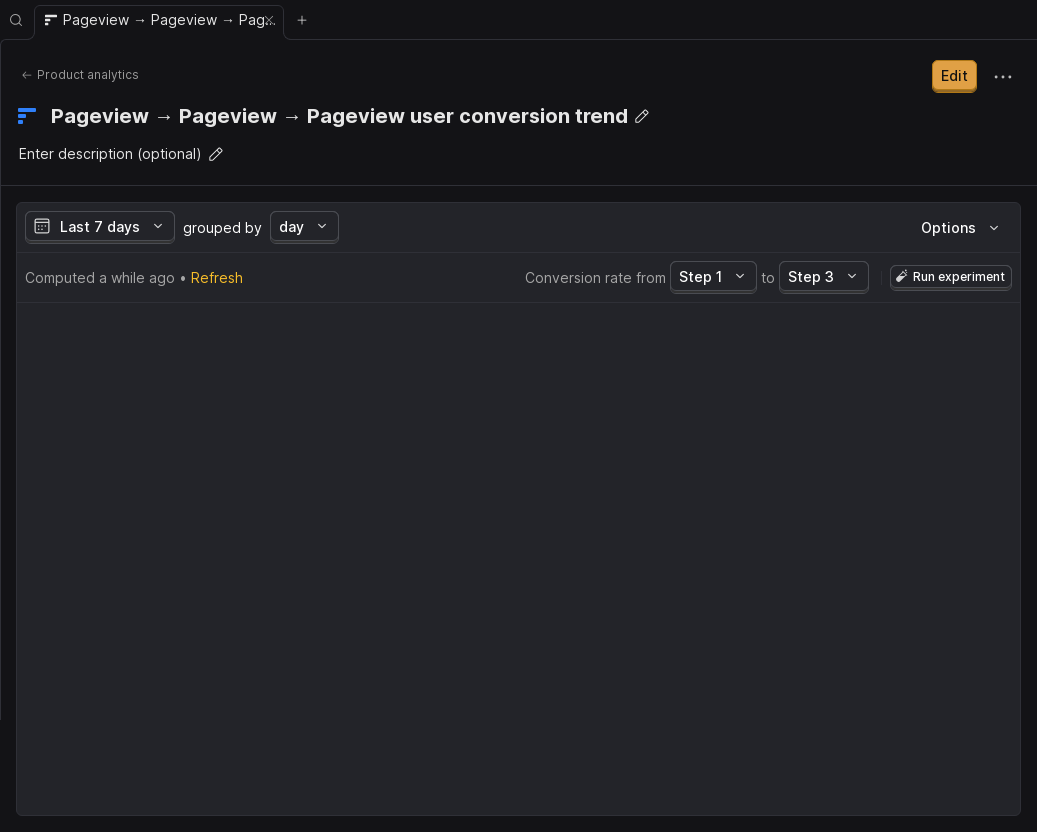 Pageview → Pageview → Pag...
← Product analytics
Edit
Pageview → Pageview → Pageview user conversion trend
Enter description (optional)
Last 7 days grouped by day Options
Computed a while ago • Refresh Conversion rate from Step 1 to Step 3 Run experiment